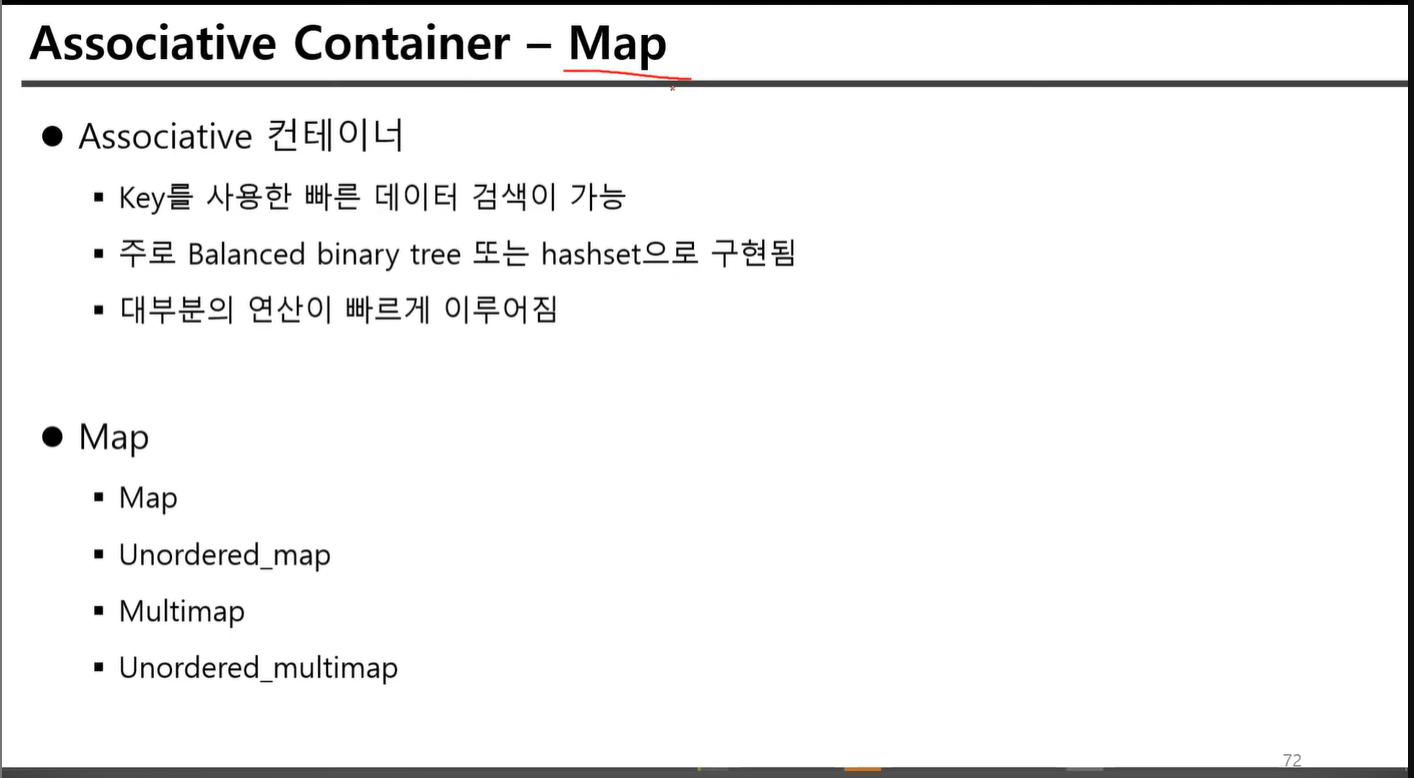 Associative Container – Map
● Associative 컨테이너
▪ Key를 사용한 빠른 데이터 검색이 가능
▪ 주로 Balanced binary tree 또는 hashset으로 구현됨
▪ 대부분의 연산이 빠르게 이루어짐
● Map
▪ Map
▪ Unordered_map
▪ Multimap
▪ Unordered_multimap
72